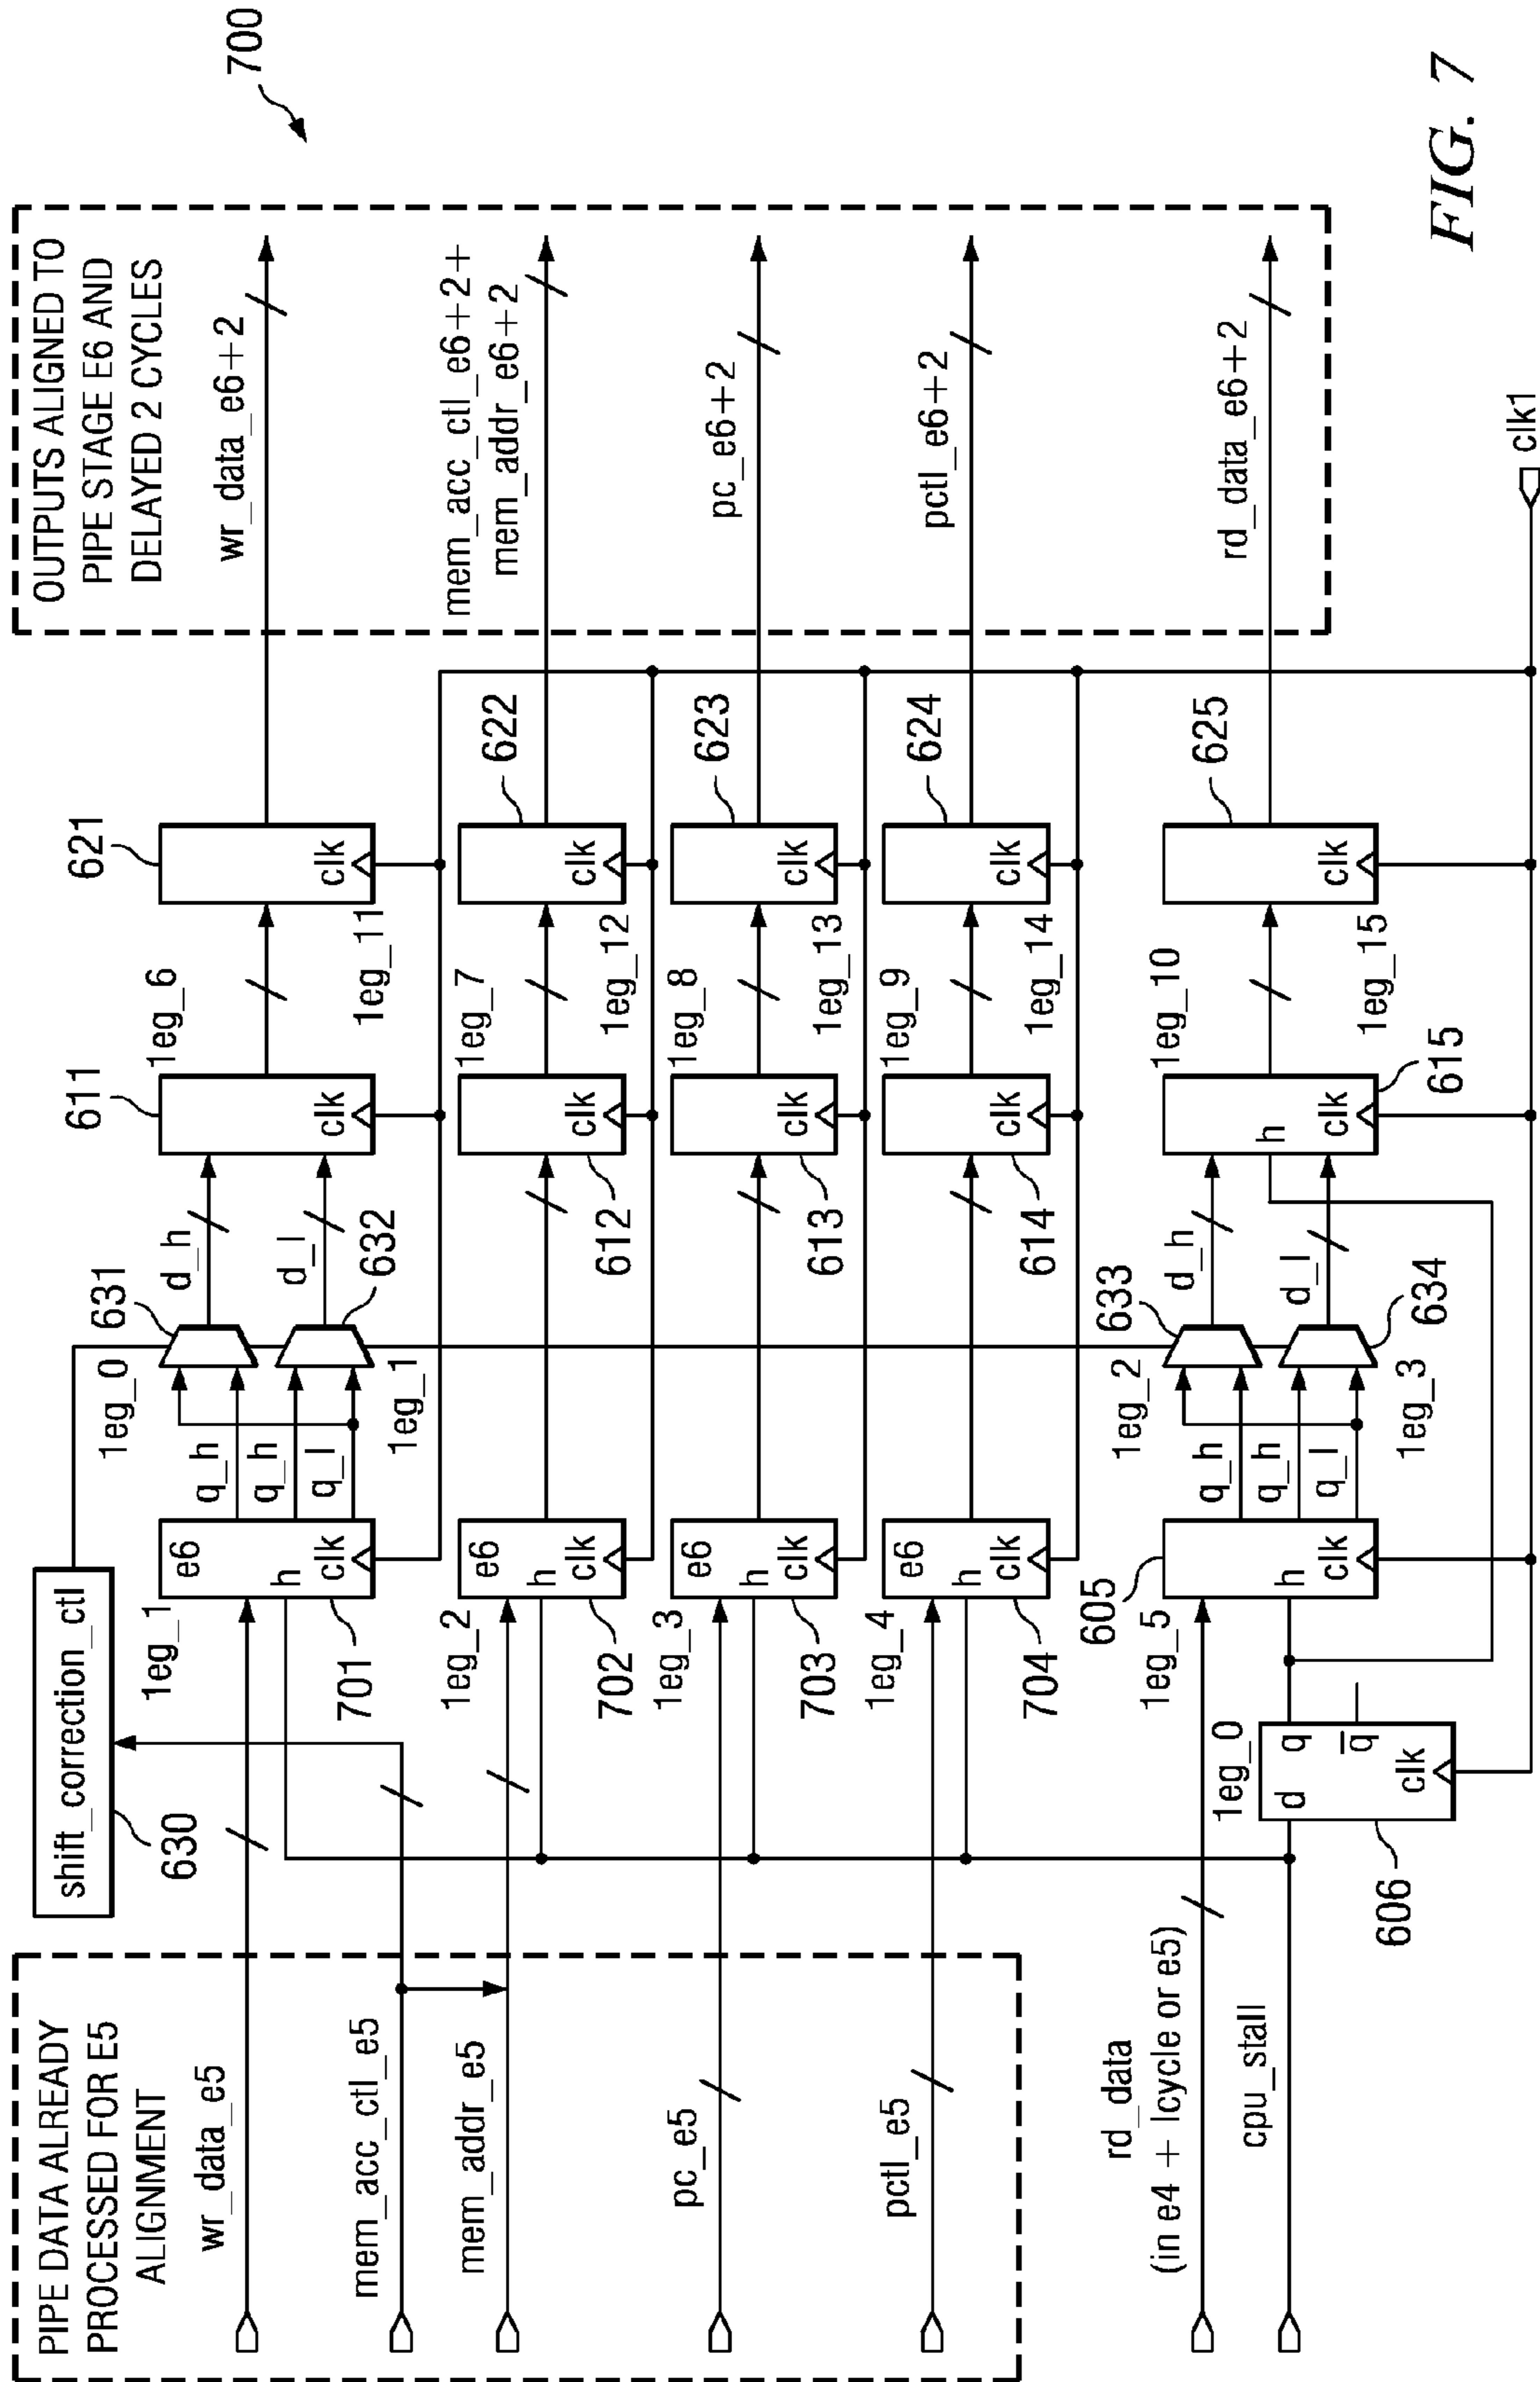 700
PIPE DATA ALREADY
PROCESSED FOR E5
ALIGNMENT
wr_data_e5
mem_acc_ctl_e5
mem_addr_e5
pc_e5
pctl_e5
rd_data
(in e4 + lcycle or e5)
cpu_stall
shift_correction_ctl
630
1eg_1
e6
h
clk
701
1eg_2
e6
h
clk
702
1eg_3
e6
h
clk
703
1eg_4
e6
h
clk
704
605
1eg_5
h
clk
1eg_0
d
q
q
clk
606
q_h
q_h
q_l
1eg_0
631
1eg_1
632
d_h
d_l
q_h
q_h
q_l
1eg_2
633
1eg_3
634
d_h
d_l
611
clk
1eg_6
612
clk
1eg_7
613
clk
1eg_8
614
clk
1eg_9
h
clk
615
1eg_10
621
clk
1eg_11
622
clk
1eg_12
623
clk
1eg_13
624
clk
1eg_14
625
clk
1eg_15
OUTPUTS ALIGNED TO
PIPE STAGE E6 AND
DELAYED 2 CYCLES
wr_data_e6+2
mem_acc_ctl_e6+2+
mem_addr_e6+2
pc_e6+2
pctl_e6+2
rd_data_e6+2
clk1
FIG. 7